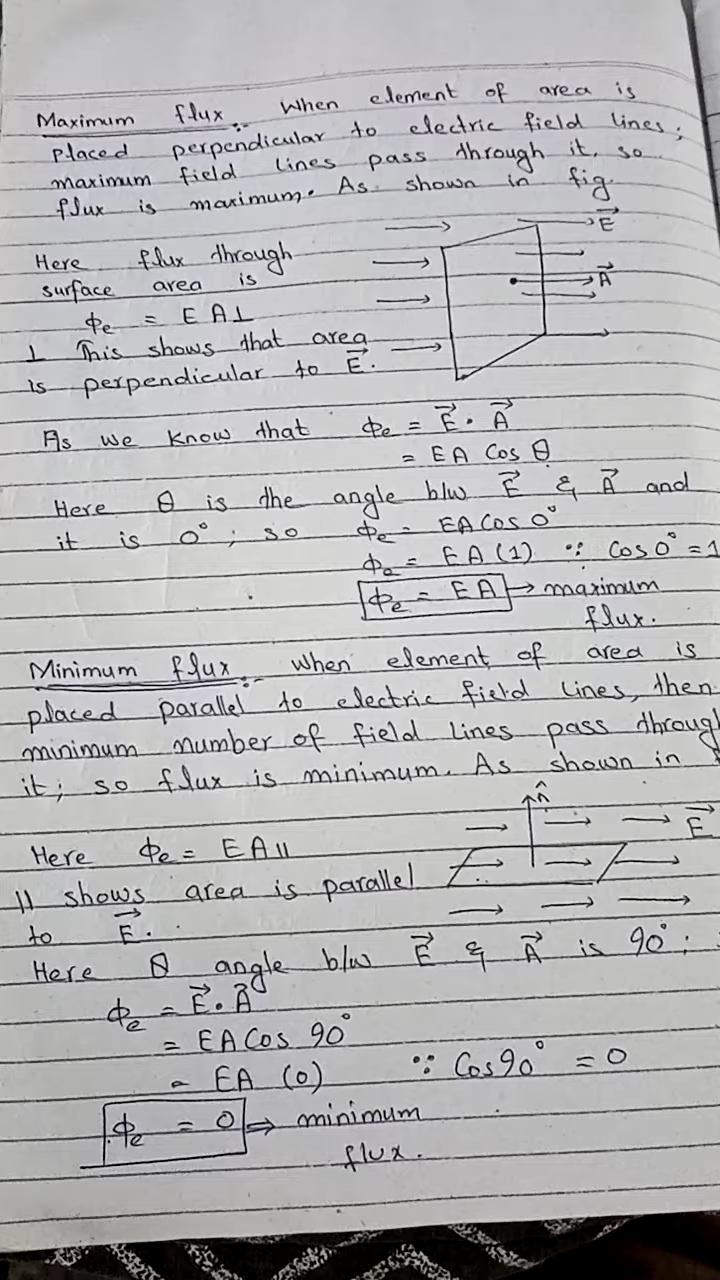 Maximum flux:- When element of area is
placed perpendicular to electric field lines;
maximum field lines pass through it, so
flux is maximum. As shown in fig.
E⃗
Here flux through
A⃗
surface area is
Φe = EA⊥
⊥ This shows that area
is perpendicular to E⃗.
As we know that Φe = E⃗ . A⃗
= EA Cos θ
Here θ is the angle b/w E⃗ & A⃗ and
it is 0°; so Φe = EA Cos 0°
Φe = EA (1) ∵ Cos 0° = 1
Φe = EA → maximum
flux.
Minimum flux:- When element of area is
placed parallel to electric field lines, then
minimum number of field lines pass through
it; so flux is minimum. As shown in
n̂
E⃗
Here Φe = EA||
|| shows area is parallel
to E⃗.
Here θ angle b/w E⃗ & A⃗ is 90°;
Φe = E⃗ . A⃗
= EA Cos 90°
= EA (0) ∵ Cos 90° = 0
Φe = 0 ⇒ minimum
flux.